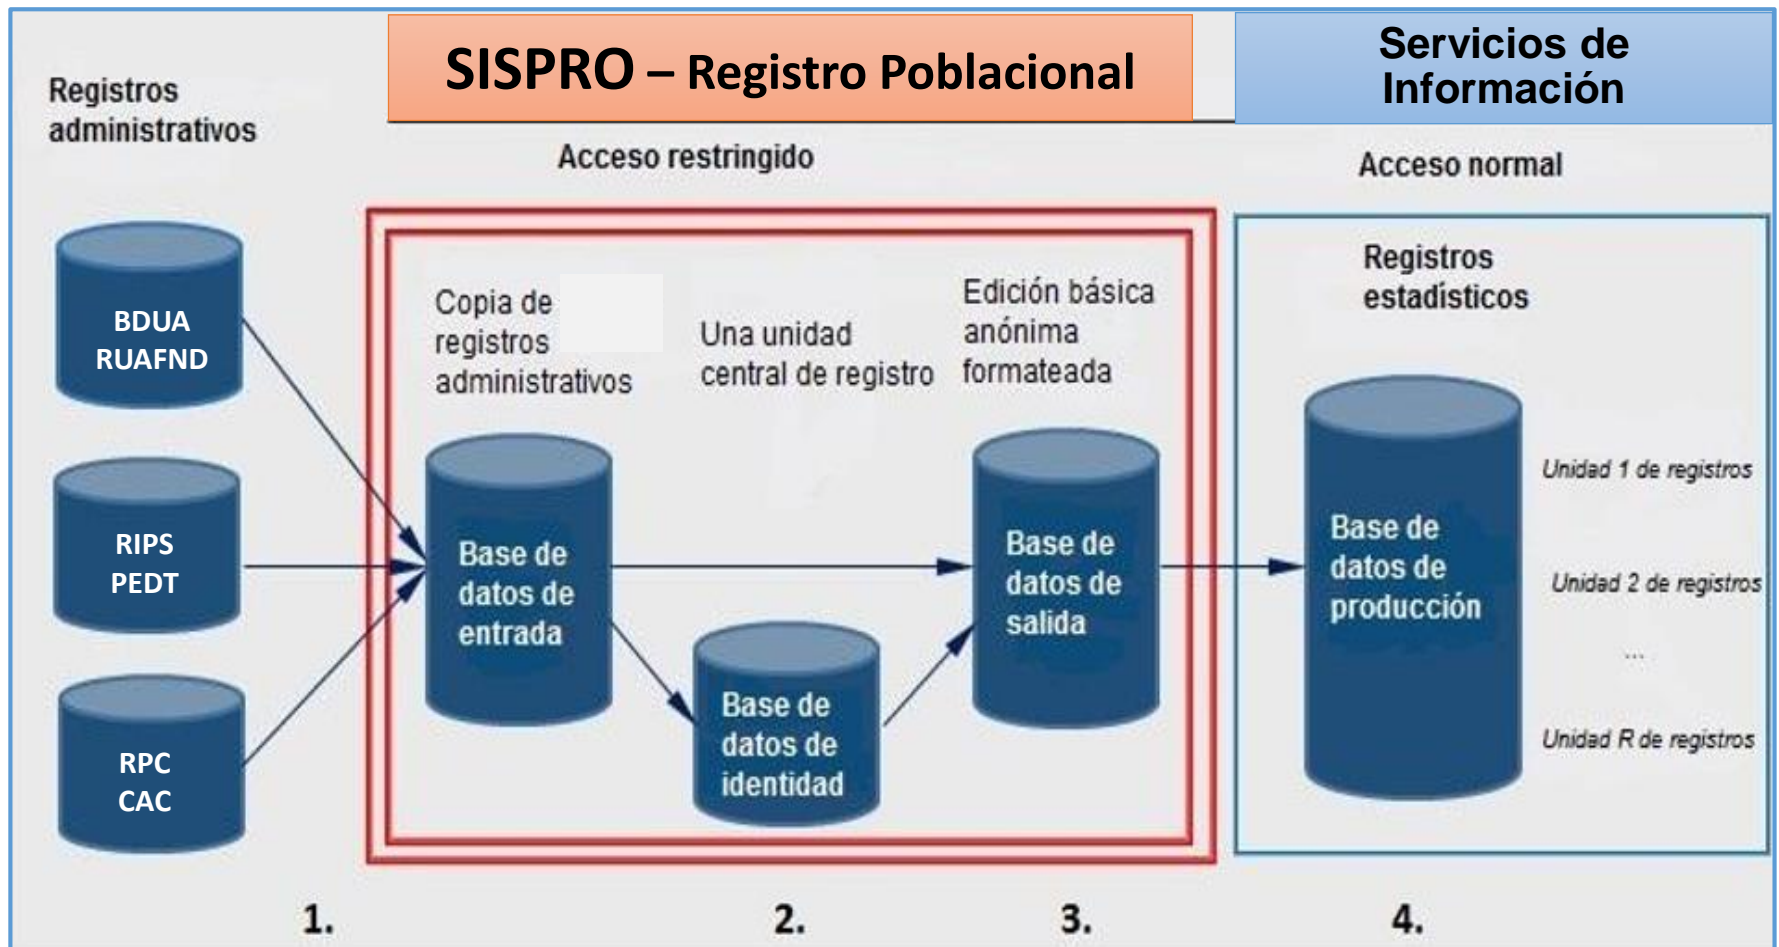 SISPRO – Registro Poblacional
Servicios de
Información
Registros
administrativos
Acceso restringido
Acceso normal
BDUA
RUAFND
RIPS
PEDT
RPC
CAC
Copia de
registros
administrativos
Una unidad
central de registro
Edición básica
anónima
formateada
Base de
datos de
entrada
Base de
datos de
identidad
Base de
datos de
salida
Registros
estadísticos
Base de
datos de
producción
Unidad 1 de registros
Unidad 2 de registros
...
Unidad R de registros
1.
2.
3.
4.